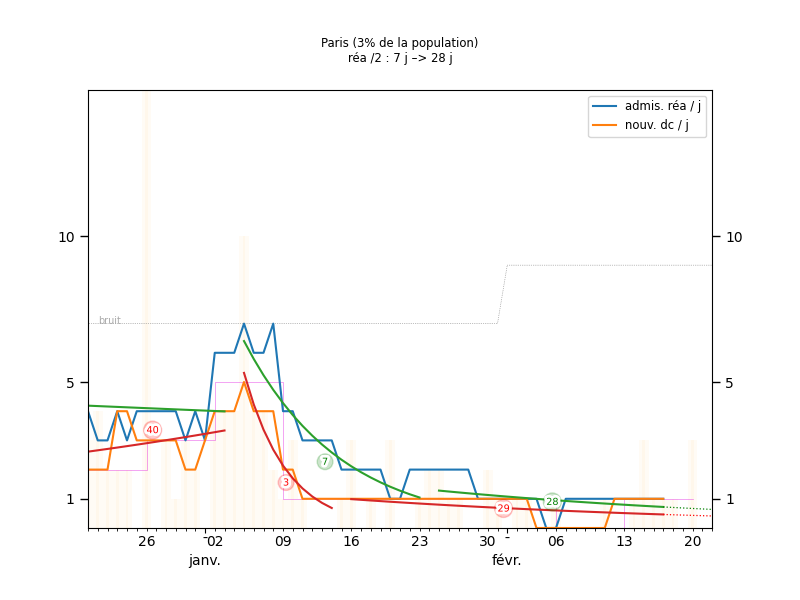 Paris (3% de la population)
réa /2 : 7 j –> 28 j
admis. réa / j
nouv. dc / j
10
10
bruit
5
5
40
7
3
28
29
1
1
26
02
09
16
23
30
06
13
20
janv.
févr.